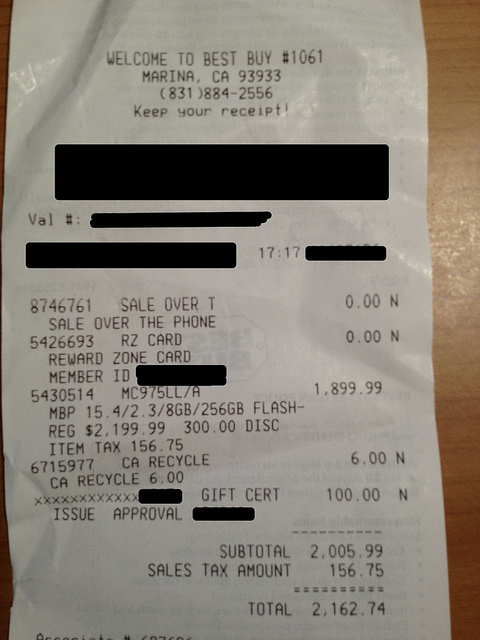 WELCOME TO BEST BUY #1061
MARINA, CA 93933
(831)884-2556
Keep your receipt!
Val #:
17:17
8746761 SALE OVER T 0.00 N
SALE OVER THE PHONE
5426693 RZ CARD 0.00 N
REWARD ZONE CARD
MEMBER ID
5430514 MC975LL/A 1,899.99
MBP 15.4/2.3/8GB/256GB FLASH-
REG $2,199.99 300.00 DISC
ITEM TAX 156.75
6715977 CA RECYCLE 6.00 N
CA RECYCLE 6.00
xxxxxxxxxxxx GIFT CERT 100.00 N
ISSUE APPROVAL
SUBTOTAL 2,005.99
SALES TAX AMOUNT 156.75
==========
TOTAL 2,162.74